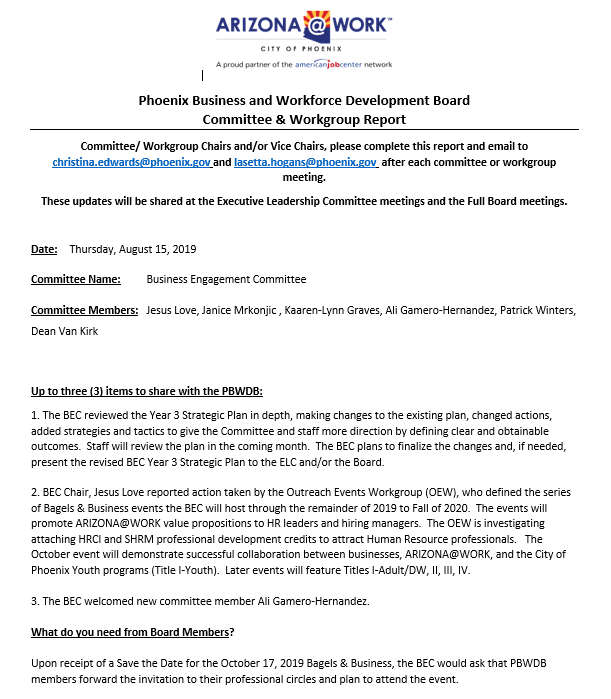 ARIZONA@WORK™
CITY OF PHOENIX
A proud partner of the americanjobcenter network
Phoenix Business and Workforce Development Board
Committee & Workgroup Report
Committee/ Workgroup Chairs and/or Vice Chairs, please complete this report and email to
christina.edwards@phoenix.gov and lasetta.hogans@phoenix.gov after each committee or workgroup
meeting.
These updates will be shared at the Executive Leadership Committee meetings and the Full Board meetings.
Date: Thursday, August 15, 2019
Committee Name: Business Engagement Committee
Committee Members: Jesus Love, Janice Mrkonjic , Kaaren-Lynn Graves, Ali Gamero-Hernandez, Patrick Winters,
Dean Van Kirk
Up to three (3) items to share with the PBWDB:
1. The BEC reviewed the Year 3 Strategic Plan in depth, making changes to the existing plan, changed actions,
added strategies and tactics to give the Committee and staff more direction by defining clear and obtainable
outcomes. Staff will review the plan in the coming month. The BEC plans to finalize the changes and, if needed,
present the revised BEC Year 3 Strategic Plan to the ELC and/or the Board.
2. BEC Chair, Jesus Love reported action taken by the Outreach Events Workgroup (OEW), who defined the series
of Bagels & Business events the BEC will host through the remainder of 2019 to Fall of 2020. The events will
promote ARIZONA@WORK value propositions to HR leaders and hiring managers. The OEW is investigating
attaching HRCI and SHRM professional development credits to attract Human Resource professionals. The
October event will demonstrate successful collaboration between businesses, ARIZONA@WORK, and the City of
Phoenix Youth programs (Title I-Youth). Later events will feature Titles I-Adult/DW, II, III, IV.
3. The BEC welcomed new committee member Ali Gamero-Hernandez.
What do you need from Board Members?
Upon receipt of a Save the Date for the October 17, 2019 Bagels & Business, the BEC would ask that PBWDB
members forward the invitation to their professional circles and plan to attend the event.